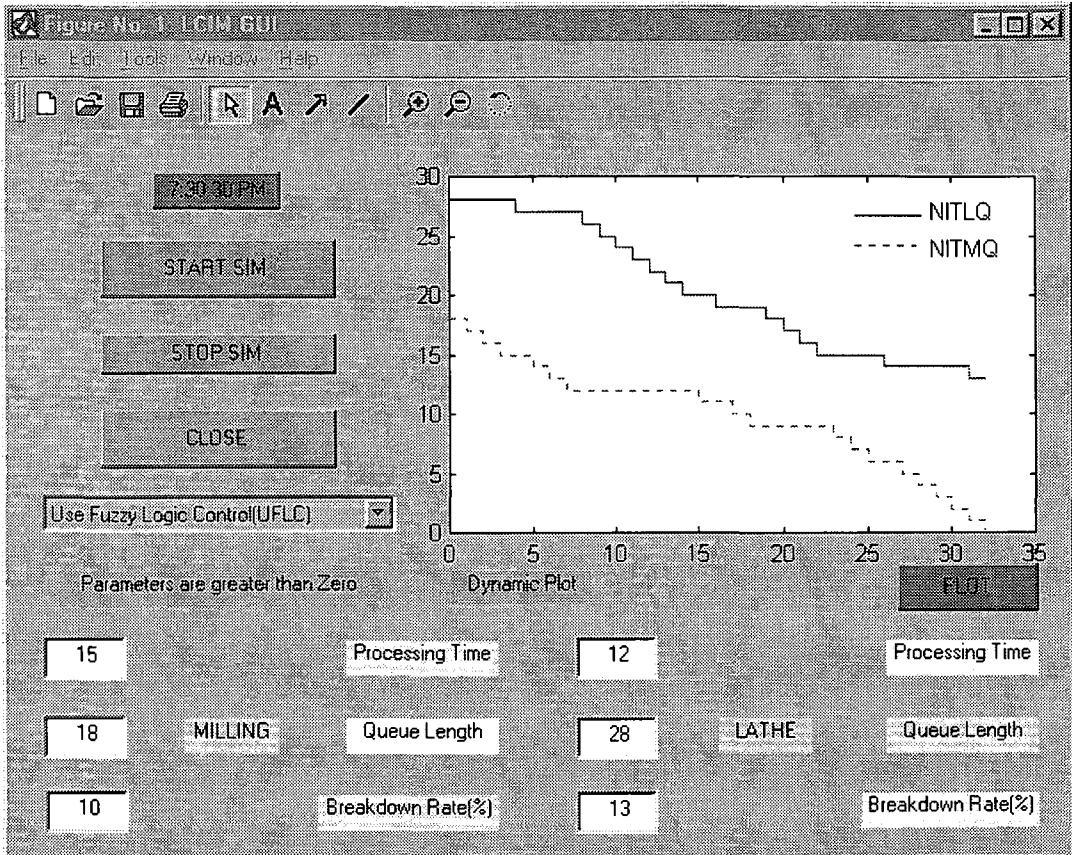 Figure No. 1: LCIM GUI
File Edit Tools Window Help
A
7:30:30 PM
START SIM
STOP SIM
CLOSE
Use Fuzzy Logic Control(UFLC)
30
25
20
15
10
5
0
NITLQ
NITMQ
0 5 10 15 20 25 30 35
Parameters are greater than Zero
Dynamic Plot
PLOT
15 Processing Time 12 Processing Time
18 MILLING Queue Length 28 LATHE Queue Length
10 Breakdown Rate(%) 13 Breakdown Rate(%)